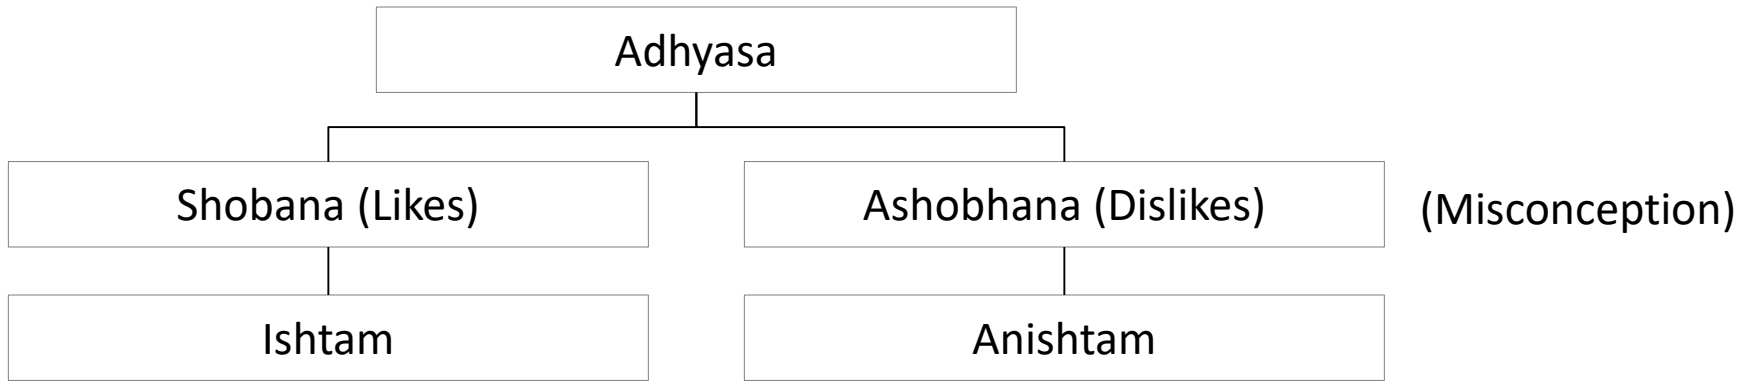 Adhyasa
Shobana (Likes)
Ashobhana (Dislikes)
(Misconception)
Ishtam
Anishtam